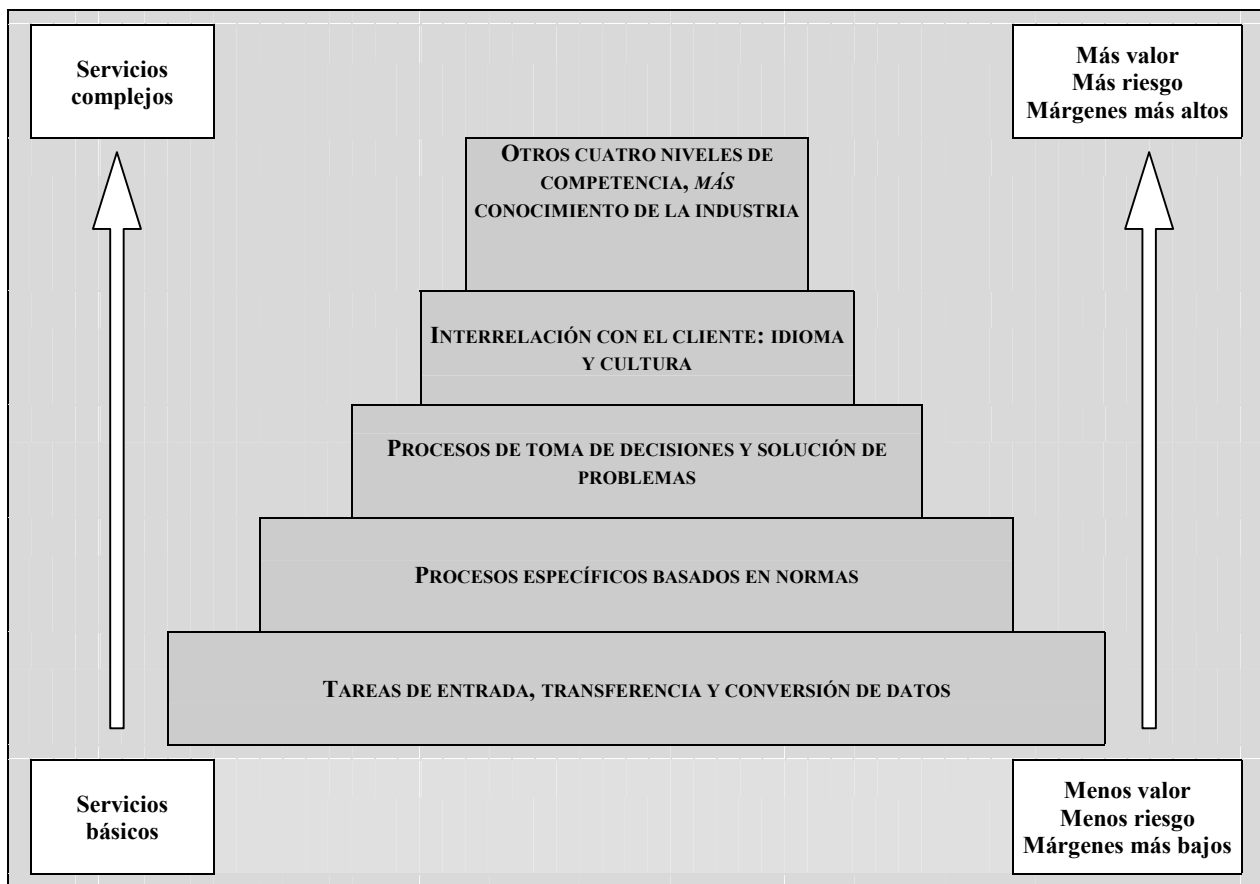 Servicios
complejos
Más valor
Más riesgo
Márgenes más altos
OTROS CUATRO NIVELES DE
COMPETENCIA, MÁS
CONOCIMIENTO DE LA INDUSTRIA
INTERRELACIÓN CON EL CLIENTE: IDIOMA
Y CULTURA
PROCESOS DE TOMA DE DECISIONES Y SOLUCIÓN DE
PROBLEMAS
PROCESOS ESPECÍFICOS BASADOS EN NORMAS
TAREAS DE ENTRADA, TRANSFERENCIA Y CONVERSIÓN DE DATOS
Servicios
básicos
Menos valor
Menos riesgo
Márgenes más bajos